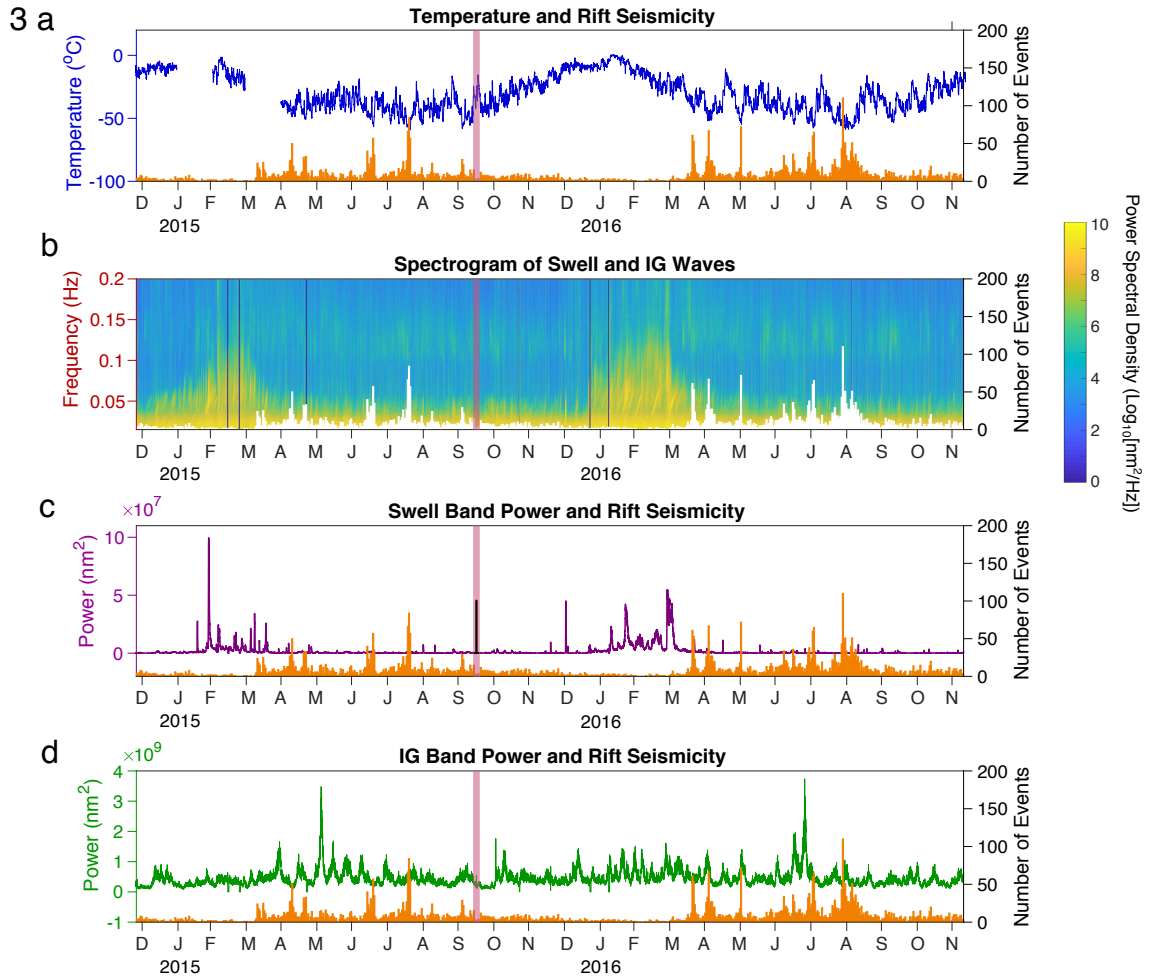 3 a
Temperature and Rift Seismicity
Temperature (°C)
0
-50
-100
200
150
100
50
0
Number of Events
D J F M A M J J A S O N D J F M A M J J A S O N
2015 2016
b
Spectrogram of Swell and IG Waves
Frequency (Hz)
0.2
0.15
0.1
0.05
200
150
100
50
0
Number of Events
D J F M A M J J A S O N D J F M A M J J A S O N
2015 2016
10
8
6
4
2
0
Power Spectral Density (Log₁₀[nm²/Hz])
c
×10⁷
Swell Band Power and Rift Seismicity
Power (nm²)
10
5
0
200
150
100
50
0
Number of Events
D J F M A M J J A S O N D J F M A M J J A S O N
2015 2016
d
×10⁹
IG Band Power and Rift Seismicity
Power (nm²)
4
3
2
1
0
-1
200
150
100
50
0
Number of Events
D J F M A M J J A S O N D J F M A M J J A S O N
2015 2016